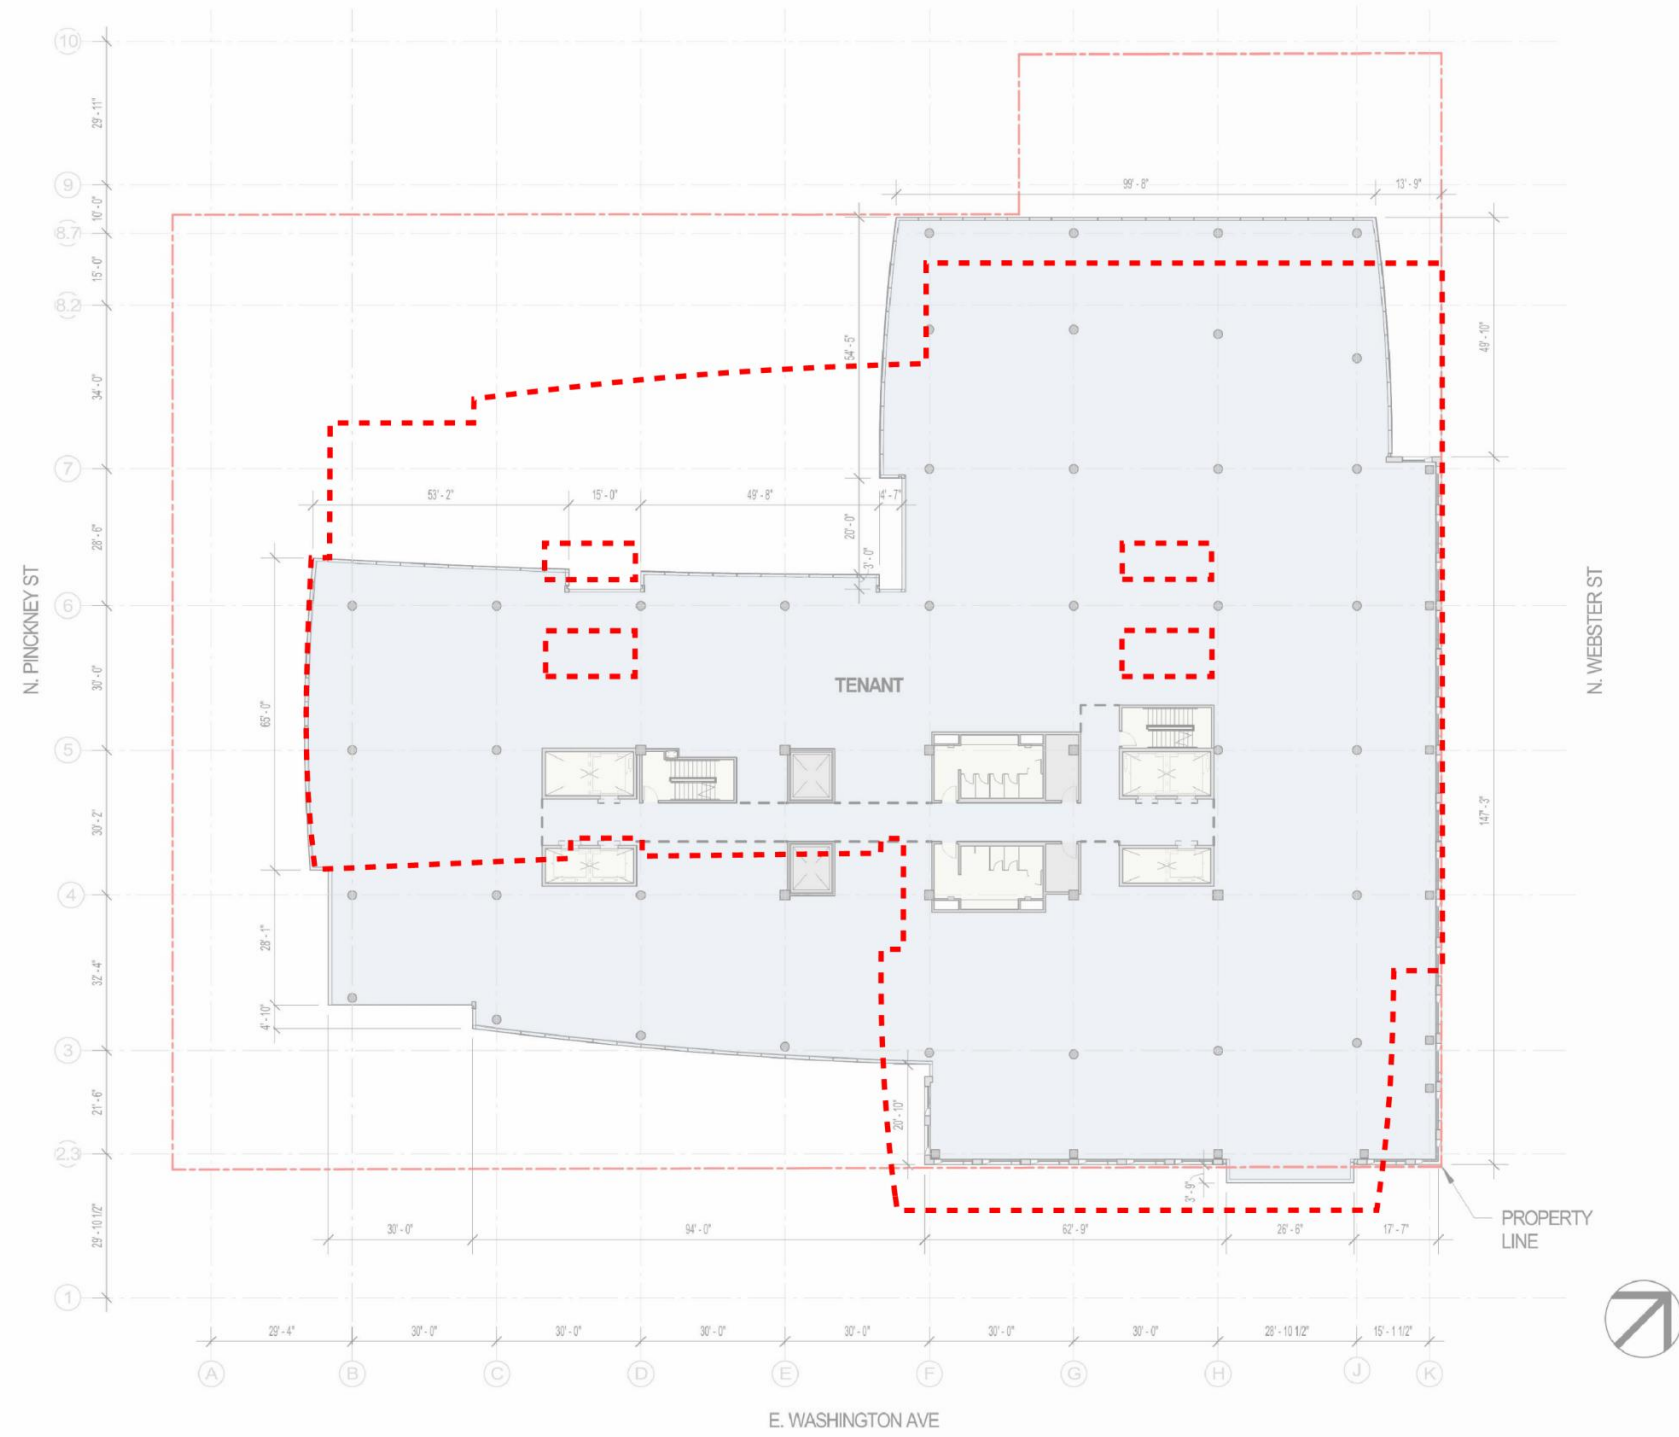 10
29' - 11"
9
99' - 8"
13' - 9"
10' - 0"
8.7
15' - 0"
8.2
54' - 5"
49' - 10"
34' - 0"
7
53' - 2"
15' - 0"
49' - 8"
4' - 7"
20' - 0"
28' - 6"
3' - 0"
N. PINCKNEY ST
N. WEBSTER ST
6
30' - 0"
TENANT
65' - 0"
5
30' - 2"
147' - 3"
4
28' - 1"
32' - 4"
4' - 10"
3
21' - 6"
20' - 10"
2.3
3' - 9"
29' - 10 1/2"
30' - 0"
94' - 0"
62' - 9"
26' - 6"
17' - 7"
PROPERTY
LINE
1
29' - 4"
30' - 0"
30' - 0"
30' - 0"
30' - 0"
30' - 0"
30' - 0"
28' - 10 1/2"
15' - 1 1/2"
A
B
C
D
E
F
G
H
J
K
E. WASHINGTON AVE